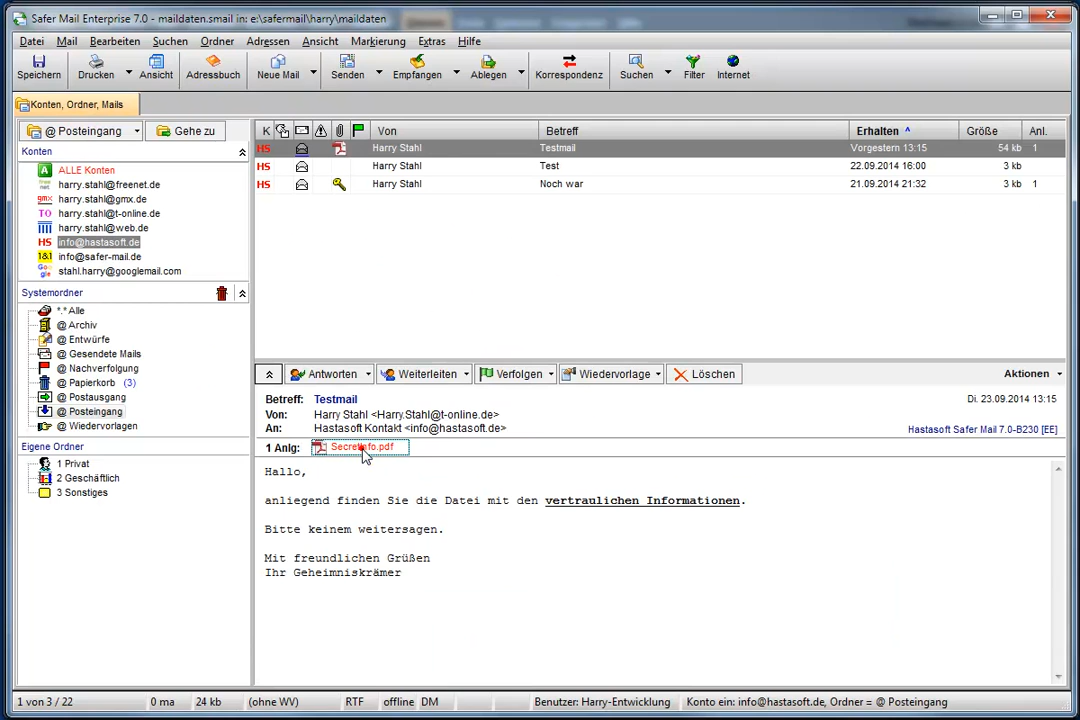 Safer Mail Enterprise 7.0 - maildaten.smail in: e:\safermail\harry\maildaten
Datei Mail Bearbeiten Suchen Ordner Adressen Ansicht Markierung Extras Hilfe
Speichern Drucken Ansicht Adressbuch Neue Mail Senden Empfangen Ablegen Korrespondenz Suchen Filter Internet
Konten, Ordner, Mails
@ Posteingang Gehe zu
Konten
A ALLE Konten
free net harry.stahl@freenet.de
gmx harry.stahl@gmx.de
TO harry.stahl@t-online.de
harry.stahl@web.de
HS info@hastasoft.de
1&1 info@safer-mail.de
stahl.harry@googlemail.com
Systemordner
*.* Alle
@ Archiv
@ Entwürfe
@ Gesendete Mails
@ Nachverfolgung
@ Papierkorb (3)
@ Postausgang
@ Posteingang
@ Wiedervorlagen
Eigene Ordner
1 Privat
2 Geschäftlich
3 Sonstiges
K Von Betreff Erhalten Größe Anl.
HS Harry Stahl Testmail Vorgestern 13:15 54 kb 1
HS Harry Stahl Test 22.09.2014 16:00 3 kb
HS Harry Stahl Noch war 21.09.2014 21:32 3 kb 1
Antworten Weiterleiten Verfolgen Wiedervorlage Löschen Aktionen
Betreff: Testmail Di. 23.09.2014 13:15
Von: Harry Stahl <Harry.Stahl@t-online.de>
An: Hastasoft Kontakt <info@hastasoft.de> Hastasoft Safer Mail 7.0-B230 [EE]
1 Anlg: SecretInfo.pdf
Hallo,
anliegend finden Sie die Datei mit den vertraulichen Informationen.
Bitte keinem weitersagen.
Mit freundlichen Grüßen
Ihr Geheimniskrämer
1 von 3 / 22 0 ma 24 kb (ohne WV) RTF offline DM Benutzer: Harry-Entwicklung Konto ein: info@hastasoft.de, Ordner = @ Posteingang